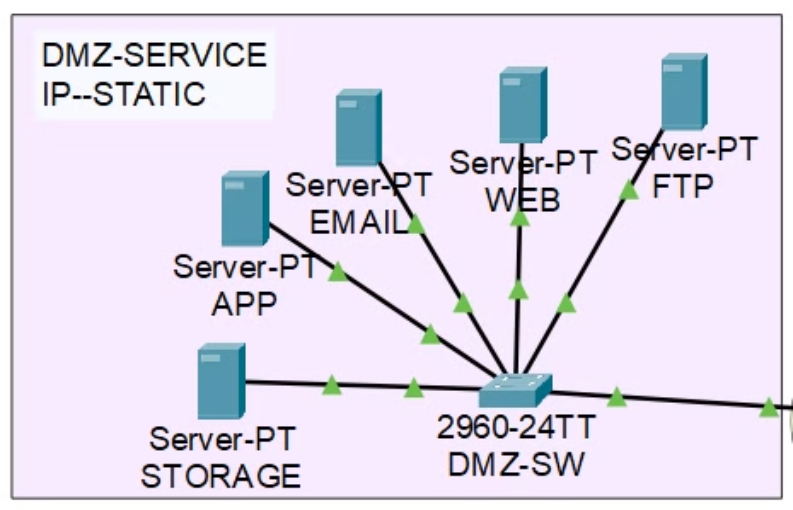 DMZ-SERVICE
IP--STATIC
Server-PT
EMAIL
Server-PT
WEB
Server-PT
FTP
Server-PT
APP
Server-PT
STORAGE
2960-24TT
DMZ-SW